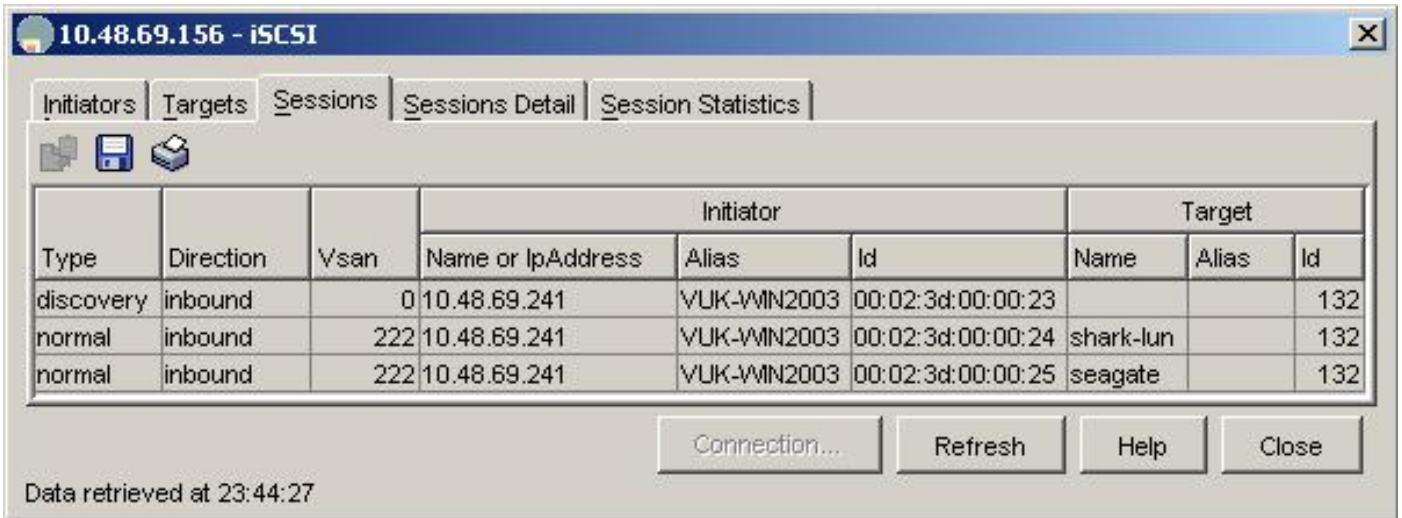 10.48.69.156 - iSCSI
Initiators Targets Sessions Sessions Detail Session Statistics
Initiator Target
Type Direction Vsan Name or IpAddress Alias Id Name Alias Id
discovery inbound 0 10.48.69.241 VUK-WIN2003 00:02:3d:00:00:23 132
normal inbound 222 10.48.69.241 VUK-WIN2003 00:02:3d:00:00:24 shark-lun 132
normal inbound 222 10.48.69.241 VUK-WIN2003 00:02:3d:00:00:25 seagate 132
Connection... Refresh Help Close
Data retrieved at 23:44:27